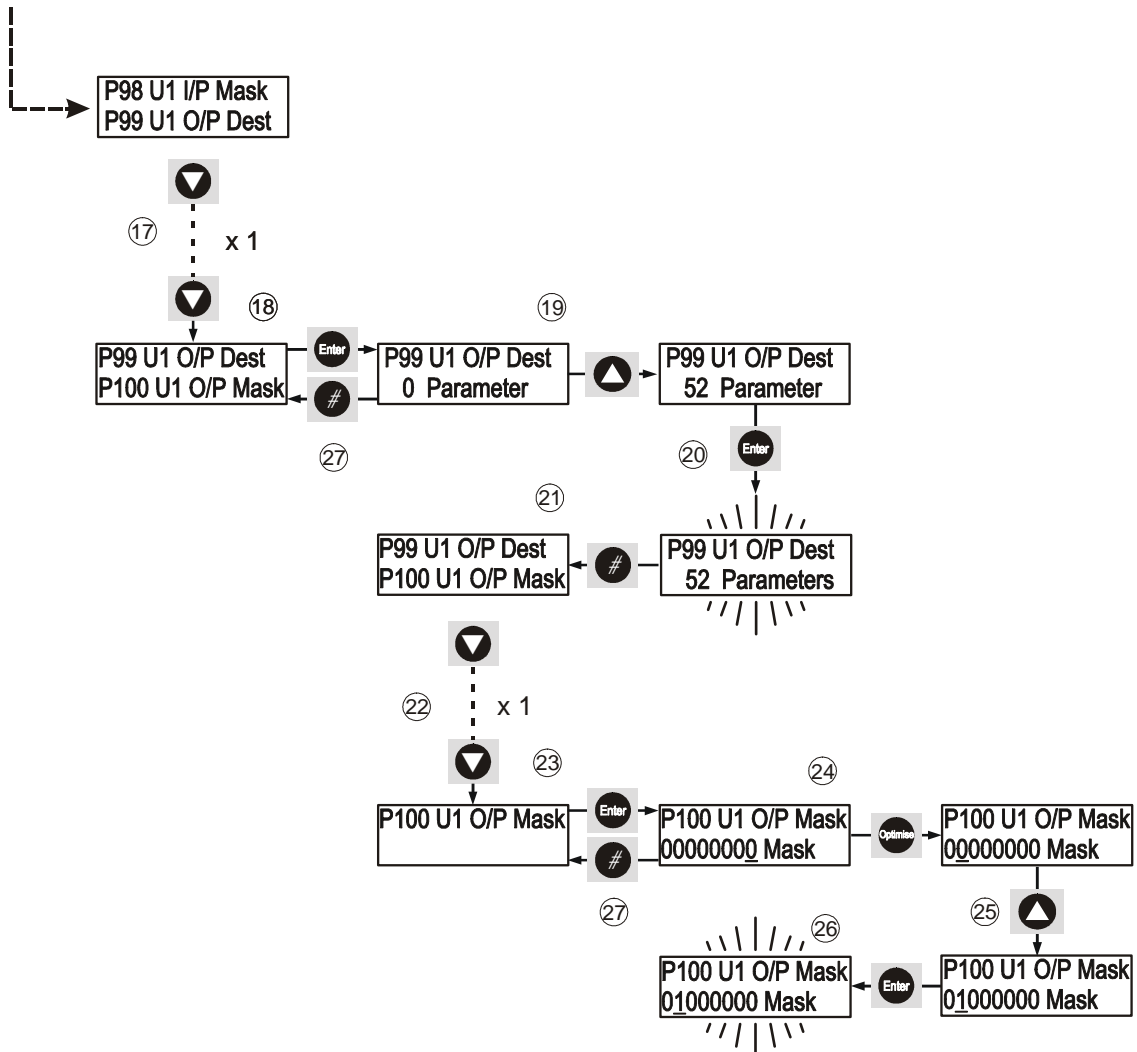 P98 U1 I/P Mask
P99 U1 O/P Dest
17
x 1
18
19
P99 U1 O/P Dest
P100 U1 O/P Mask
Enter
#
27
P99 U1 O/P Dest
0 Parameter
P99 U1 O/P Dest
52 Parameter
20
Enter
21
P99 U1 O/P Dest
P100 U1 O/P Mask
#
P99 U1 O/P Dest
52 Parameters
22
x 1
23
24
P100 U1 O/P Mask
Enter
#
27
P100 U1 O/P Mask
00000000 Mask
Optimise
P100 U1 O/P Mask
00000000 Mask
25
26
P100 U1 O/P Mask
01000000 Mask
Enter
P100 U1 O/P Mask
01000000 Mask